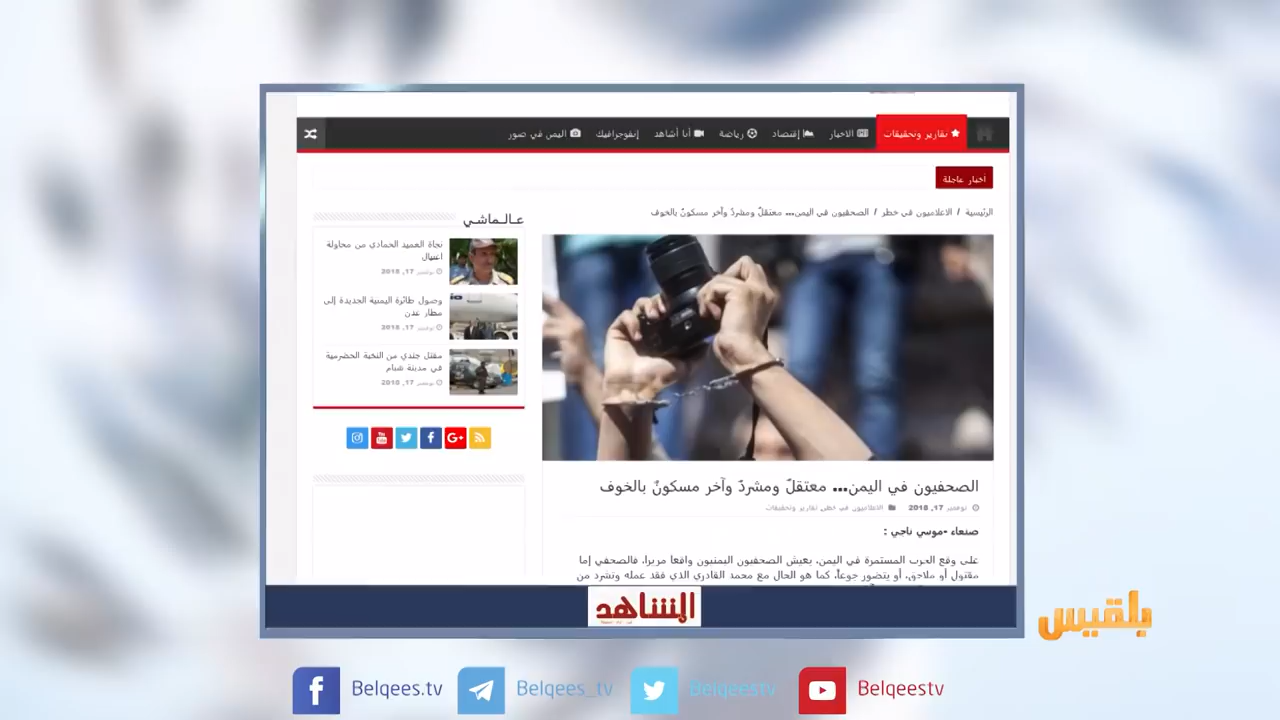 تقارير وتحقيقات
الاخبار
إقتصاد
رياضة
أنا أشاهد
إنفوجرافيك
اليمن في صور
اخبار عاجلة
الرئيسية / الاعلاميون في خطر / الصحفيون في اليمن... معتقلٌ ومشردٌ وآخر مسكونٌ بالخوف
عـالـماشـي
نجاة العميد الحمادي من محاولة
اغتيال
نوفمبر 17, 2018
وصول طائرة اليمنية الجديدة إلى
مطار عدن
نوفمبر 17, 2018
مقتل جندي من النخبة الحضرمية
في مدينة شبام
نوفمبر 17, 2018
الصحفيون في اليمن... معتقلٌ ومشردٌ وآخر مسكونٌ بالخوف
نوفمبر 17, 2018 الاعلاميون في خطر, تقارير وتحقيقات
صنعاء -موسي ناجي :
على وقع الحرب المستمرة في اليمن، يعيش الصحفيون اليمنيون واقعا مريرا، فالصحفي إما
مقتول أو ملاحق، أو يتضور جوعاً، كما هو الحال مع محمد القادري الذي فقد عمله وتشرد من
المشاهد
بلقيس
Belqees.tv
Belqees_tv
Belqeestv
Belqeestv